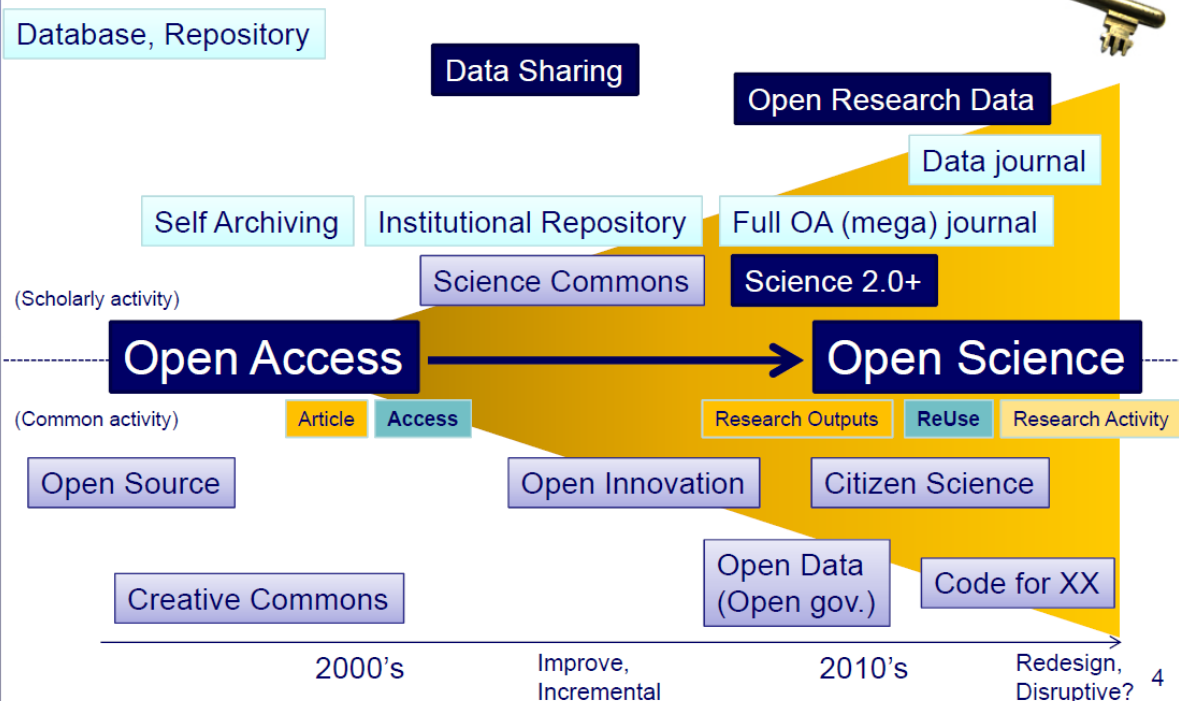 Database, Repository
Data Sharing
Open Research Data
Data journal
Self Archiving
Institutional Repository
Full OA (mega) journal
Science Commons
Science 2.0+
(Scholarly activity)
Open Access
Open Science
(Common activity)
Article
Access
Research Outputs
ReUse
Research Activity
Open Source
Open Innovation
Citizen Science
Open Data
(Open gov.)
Code for XX
Creative Commons
2000's
Improve,
Incremental
2010's
Redesign,
Disruptive?
4